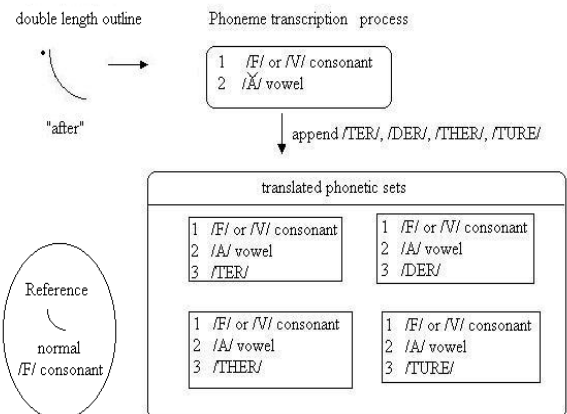 double length outline
Phoneme transcription process
1 /F/ or /V/ consonant
2 /Ă/ vowel
"after"
append /TER/, /DER/, /THER/, /TURE/
translated phonetic sets
1 /F/ or /V/ consonant
2 /A/ vowel
3 /TER/
1 /F/ or /V/ consonant
2 /A/ vowel
3 /DER/
1 /F/ or /V/ consonant
2 /A/ vowel
3 /THER/
1 /F/ or /V/ consonant
2 /A/ vowel
3 /TURE/
Reference
normal
/F/ consonant